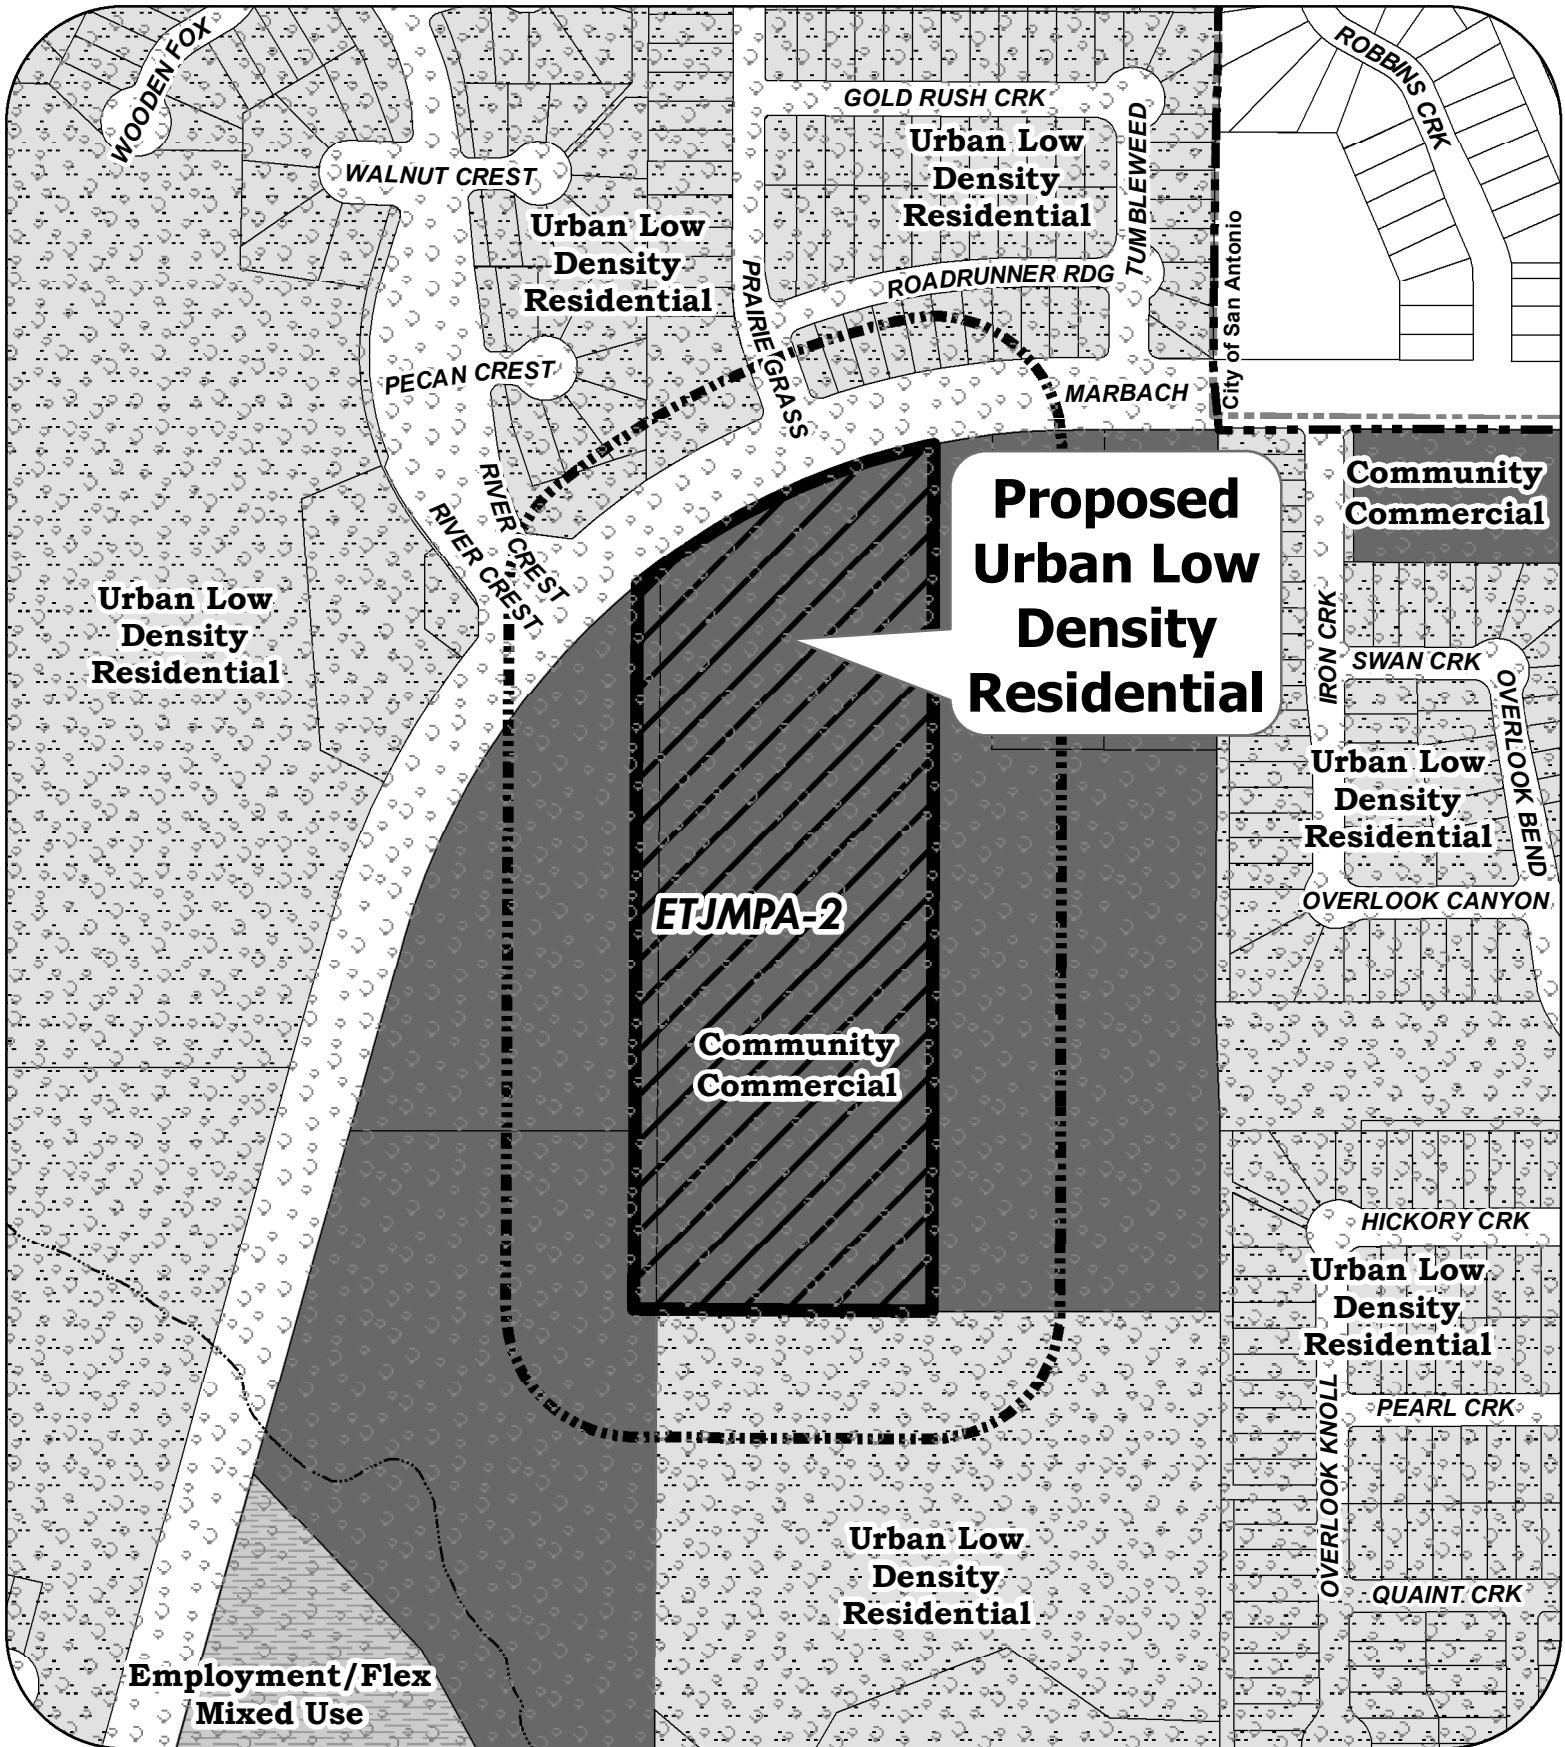 WOODEN FOX
ROBBINS CRK
GOLD RUSH CRK
Urban Low
Density
Residential
TUMBLEWEED
WALNUT CREST
Urban Low
Density
Residential
PRAIRIE GRASS
ROADRUNNER RDG
City of San Antonio
PECAN CREST
MARBACH
RIVER CREST
RIVER CREST
Proposed
Urban Low
Density
Residential
Community
Commercial
Urban Low
Density
Residential
IRON CRK
SWAN CRK
OVERLOOK BEND
Urban Low
Density
Residential
OVERLOOK CANYON
ETJMPA-2
Community
Commercial
HICKORY CRK
Urban Low
Density
Residential
OVERLOOK KNOLL
PEARL CRK
Urban Low
Density
Residential
QUAINT CRK
Employment/Flex
Mixed Use